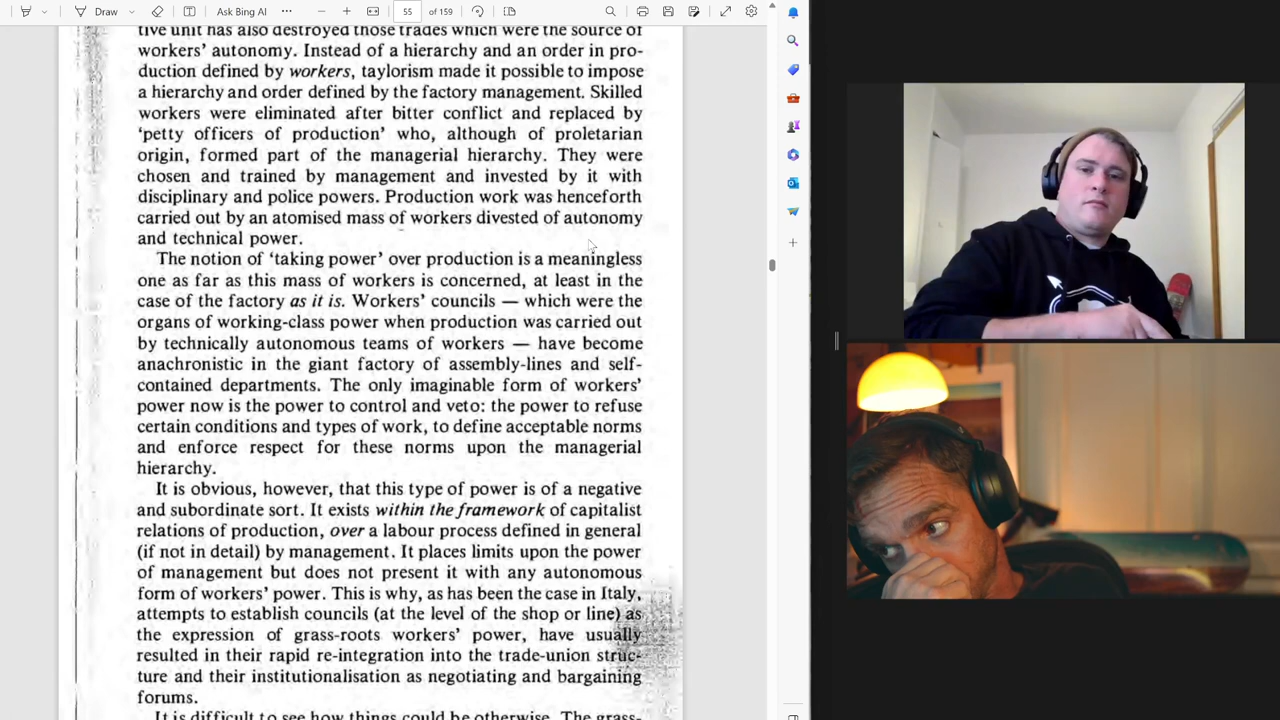 Draw
Ask Bing AI
55
of 159
tive unit has also destroyed those trades which were the source of
workers’ autonomy. Instead of a hierarchy and an order in pro-
duction defined by workers, taylorism made it possible to impose
a hierarchy and order defined by the factory management. Skilled
workers were eliminated after bitter conflict and replaced by
‘petty officers of production’ who, although of proletarian
origin, formed part of the managerial hierarchy. They were
chosen and trained by management and invested by it with
disciplinary and police powers. Production work was henceforth
carried out by an atomised mass of workers divested of autonomy
and technical power.
The notion of ‘taking power’ over production is a meaningless
one as far as this mass of workers is concerned, at least in the
case of the factory as it is. Workers’ councils — which were the
organs of working-class power when production was carried out
by technically autonomous teams of workers — have become
anachronistic in the giant factory of assembly-lines and self-
contained departments. The only imaginable form of workers’
power now is the power to control and veto: the power to refuse
certain conditions and types of work, to define acceptable norms
and enforce respect for these norms upon the managerial
hierarchy.
It is obvious, however, that this type of power is of a negative
and subordinate sort. It exists within the framework of capitalist
relations of production, over a labour process defined in general
(if not in detail) by management. It places limits upon the power
of management but does not present it with any autonomous
form of workers’ power. This is why, as has been the case in Italy,
attempts to establish councils (at the level of the shop or line) as
the expression of grass-roots workers’ power, have usually
resulted in their rapid re-integration into the trade-union struc-
ture and their institutionalisation as negotiating and bargaining
forums.
It is difficult to see how things could be otherwise. The grass-